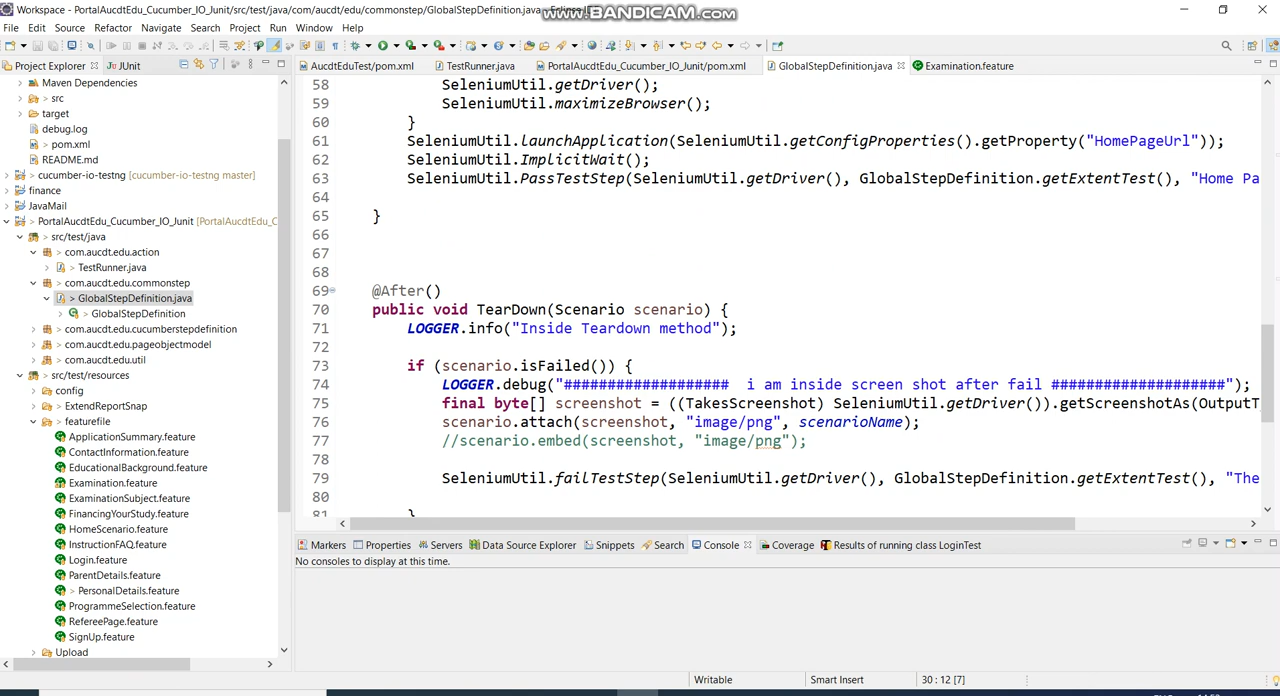 Workspace - PortalAucdtEdu_Cucumber_IO_Junit/src/test/java/com/aucdt/edu/commonstep/GlobalStepDefinition.java
www.BANDICAM.com
File Edit Source Refactor Navigate Search Project Run Window Help
Project Explorer JUnit
AucdtEduTest/pom.xml TestRunner.java PortalAucdtEdu_Cucumber_IO_Junit/pom.xml GlobalStepDefinition.java Examination.feature
Maven Dependencies
> src
target
debug.log
> pom.xml
README.md
> cucumber-io-testng [cucumber-io-testng master]
finance
JavaMail
> PortalAucdtEdu_Cucumber_IO_Junit [PortalAucdtEdu_C
> src/test/java
> com.aucdt.edu.action
> TestRunner.java
> com.aucdt.edu.commonstep
> GlobalStepDefinition.java
> GlobalStepDefinition
> com.aucdt.edu.cucumberstepdefinition
> com.aucdt.edu.pageobjectmodel
> com.aucdt.edu.util
> src/test/resources
> config
> ExtendReportSnap
> featurefile
ApplicationSummary.feature
ContactInformation.feature
EducationalBackground.feature
Examination.feature
ExaminationSubject.feature
FinancingYourStudy.feature
HomeScenario.feature
InstructionFAQ.feature
Login.feature
ParentDetails.feature
> PersonalDetails.feature
ProgrammeSelection.feature
RefereePage.feature
SignUp.feature
Upload
58 SeleniumUtil.getDriver();
59 SeleniumUtil.maximizeBrowser();
60 }
61 SeleniumUtil.launchApplication(SeleniumUtil.getConfigProperties().getProperty("HomePageUrl"));
62 SeleniumUtil.ImplicitWait();
63 SeleniumUtil.PassTestStep(SeleniumUtil.getDriver(), GlobalStepDefinition.getExtentTest(), "Home Pa
64
65 }
66
67
68
69 @After()
70 public void TearDown(Scenario scenario) {
71 LOGGER.info("Inside Teardown method");
72
73 if (scenario.isFailed()) {
74 LOGGER.debug("################### i am inside screen shot after fail ####################");
75 final byte[] screenshot = ((TakesScreenshot) SeleniumUtil.getDriver()).getScreenshotAs(OutputT
76 scenario.attach(screenshot, "image/png", scenarioName);
77 //scenario.embed(screenshot, "image/png");
78
79 SeleniumUtil.failTestStep(SeleniumUtil.getDriver(), GlobalStepDefinition.getExtentTest(), "The
80
81 }
Markers Properties Servers Data Source Explorer Snippets Search Console Coverage Results of running class LoginTest
No consoles to display at this time.
Writable Smart Insert 30 : 12 [7]